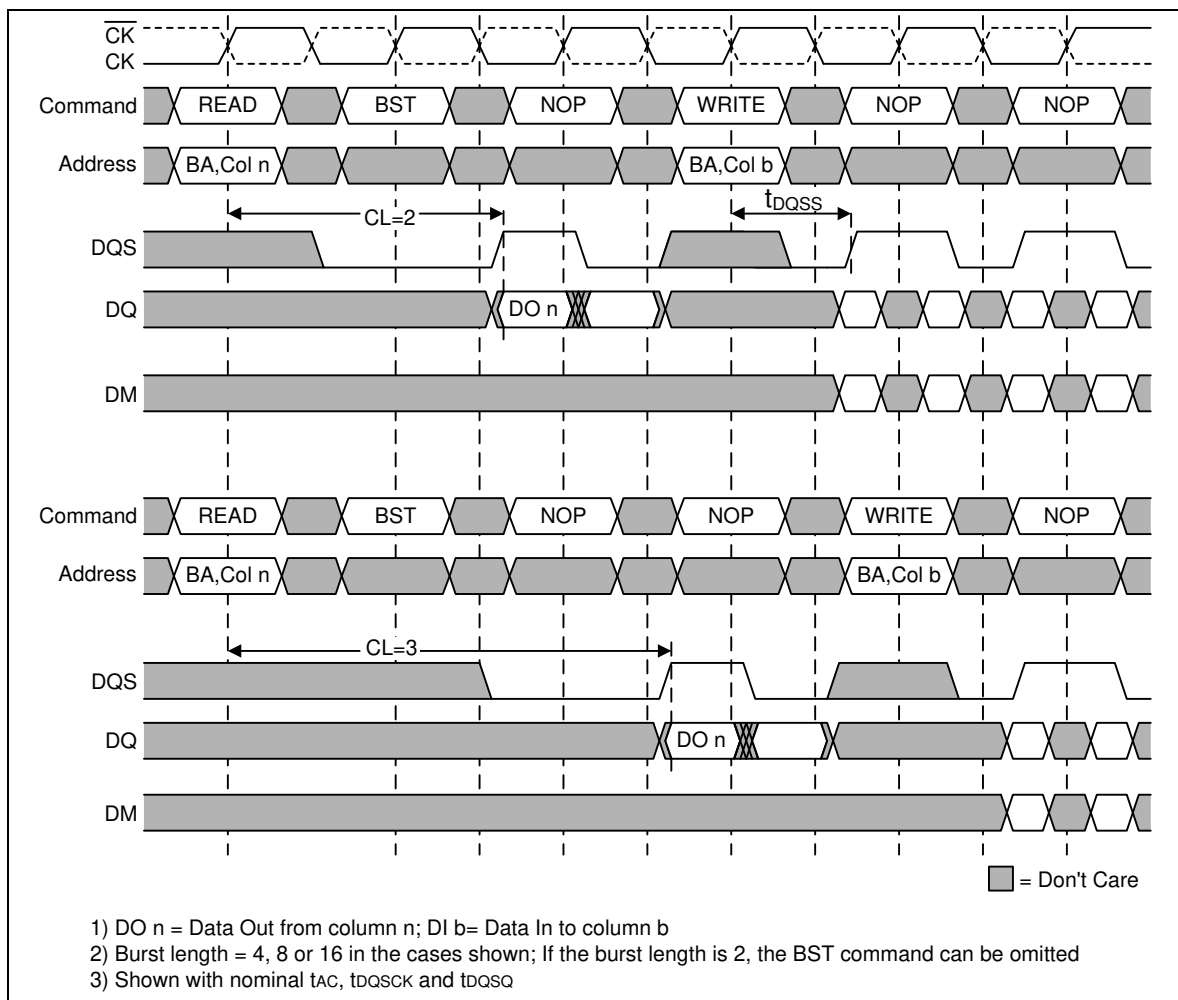 CK
CK
Command READ BST NOP WRITE NOP NOP
Address BA,Col n BA,Col b
CL=2 tDQSS
DQS
DQ DO n
DM
Command READ BST NOP NOP WRITE NOP
Address BA,Col n BA,Col b
CL=3
DQS
DQ DO n
DM
= Don't Care
1) DO n = Data Out from column n; DI b= Data In to column b
2) Burst length = 4, 8 or 16 in the cases shown; If the burst length is 2, the BST command can be omitted
3) Shown with nominal tAC, tDQSCK and tDQSQ